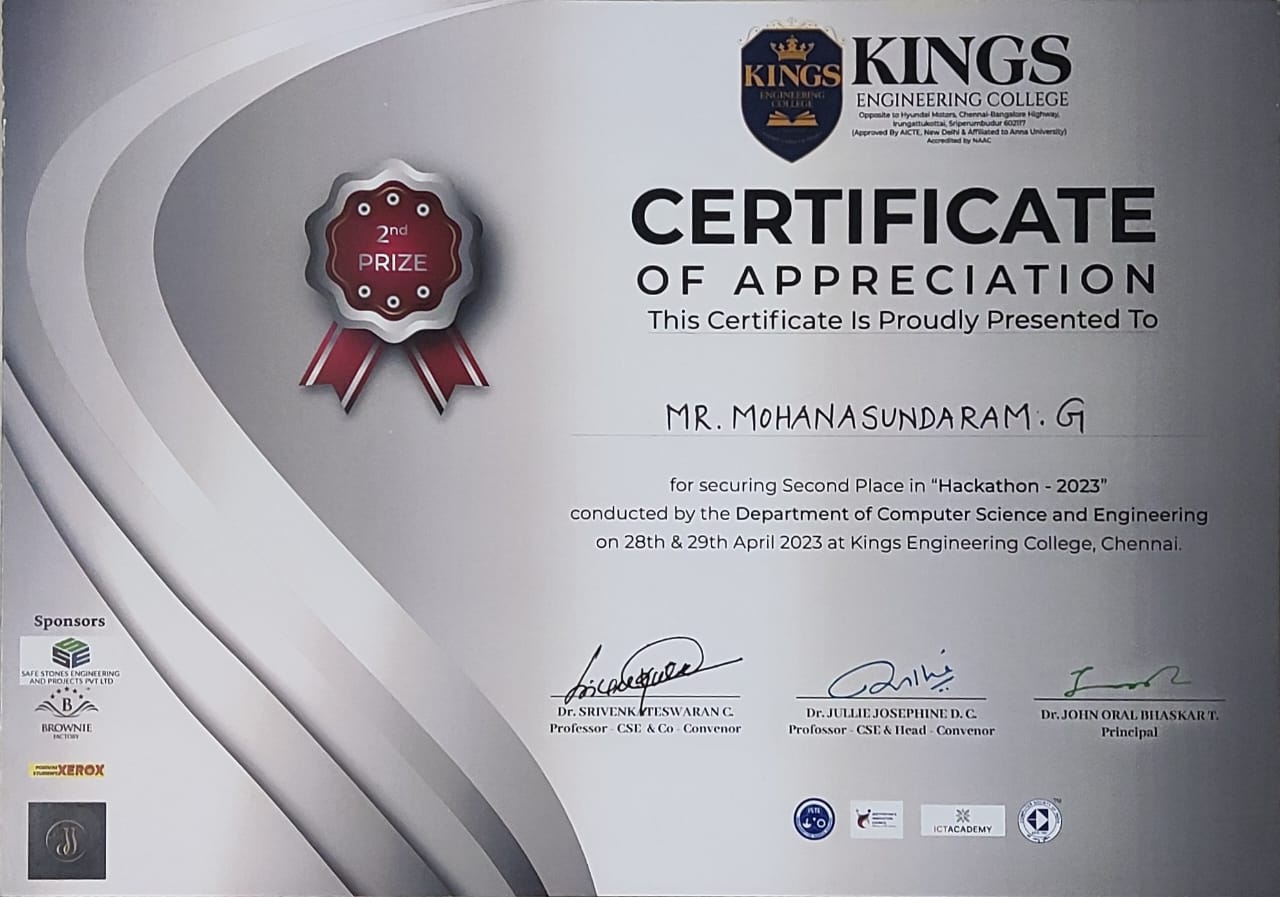 KINGS
ENGINEERING
COLLEGE
KINGS
ENGINEERING COLLEGE
Opposite to Hyundai Motors, Chennai-Bangalore Highway,
Irungattukottai, Sriperumbudur 602117
(Approved By AICTE, New Delhi & Affiliated to Anna University)
Accredited by NAAC
2nd
PRIZE
CERTIFICATE
OF APPRECIATION
This Certificate Is Proudly Presented To
MR. MOHANASUNDARAM. G
for securing Second Place in “Hackathon - 2023”
conducted by the Department of Computer Science and Engineering
on 28th & 29th April 2023 at Kings Engineering College, Chennai.
Sponsors
SAFE STONES ENGINEERING
AND PROJECTS PVT LTD
B
BROWNIE
FACTORY
XEROX
Dr. SRIVENKATESWARAN C.
Professor - CSE & Co - Convenor
Dr. JULLIE JOSEPHINE D. C.
Profossor - CSE & Head - Convenor
Dr. JOHN ORAL BHASKAR T.
Principal
ICTACADEMY